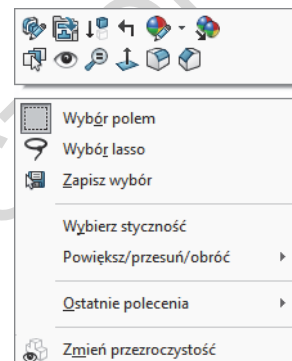 Wybór polem
Wybór lasso
Zapisz wybór
Wybierz styczność
Powiększ/przesuń/obróć
Ostatnie polecenia
Zmień przezroczystość